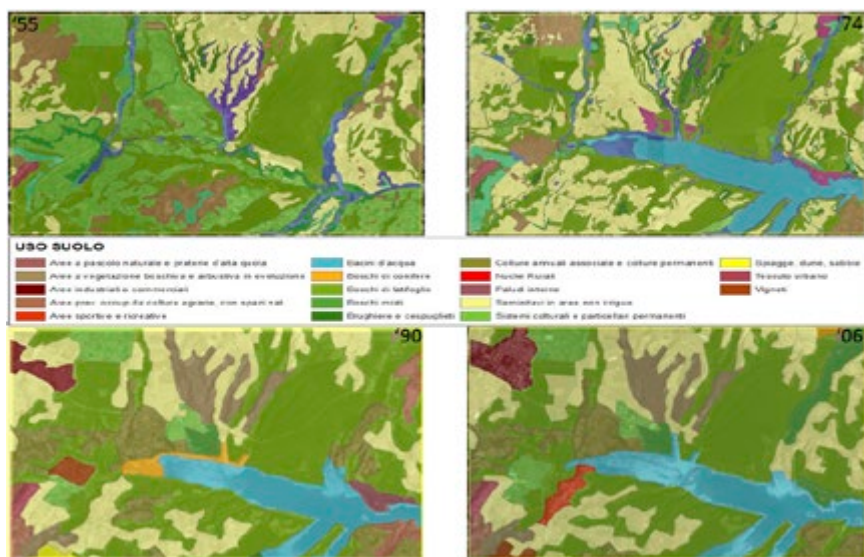 '55
'74
USO SUOLO
Aree a pascolo naturale e praterie d'alta quota
Aree a vegetazione boschiva e arbustiva in evoluzione
Aree industriali e commerciali
Aree prev. occup. da colture agrarie, con spazi nat.
Aree sportive e ricreative
Bacini d'acqua
Boschi di conifere
Boschi di latifoglie
Boschi misti
Brughiere e cespuglieti
Colture annuali associate e colture permanenti
Nuclei Rurali
Paludi interne
Seminativi in aree non irrigue
Sistemi colturali e particellari permanenti
Spiagge, dune, sabbie
Tessuto urbano
Vigneti
'90
'06